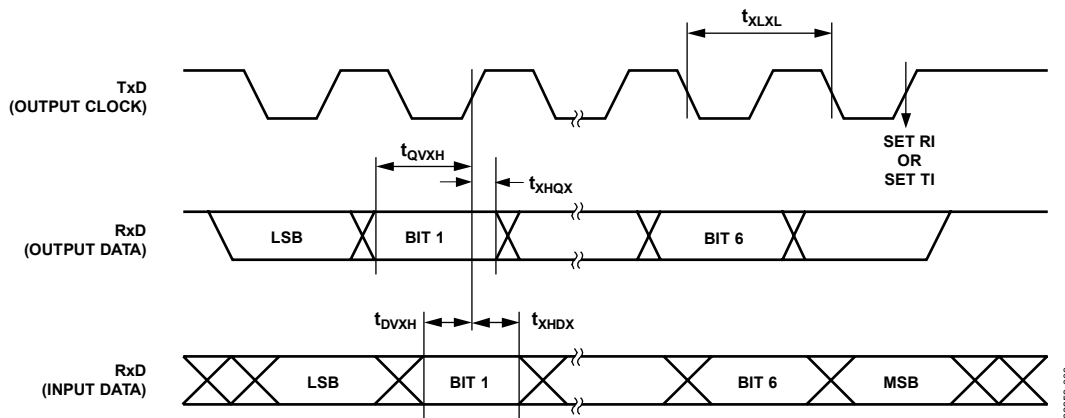 tXLXL
TxD
(OUTPUT CLOCK)
SET RI
OR
SET TI
tQVXH
tXHQX
RxD
(OUTPUT DATA)
LSB
BIT 1
BIT 6
tDVXH
tXHDX
RxD
(INPUT DATA)
LSB
BIT 1
BIT 6
MSB